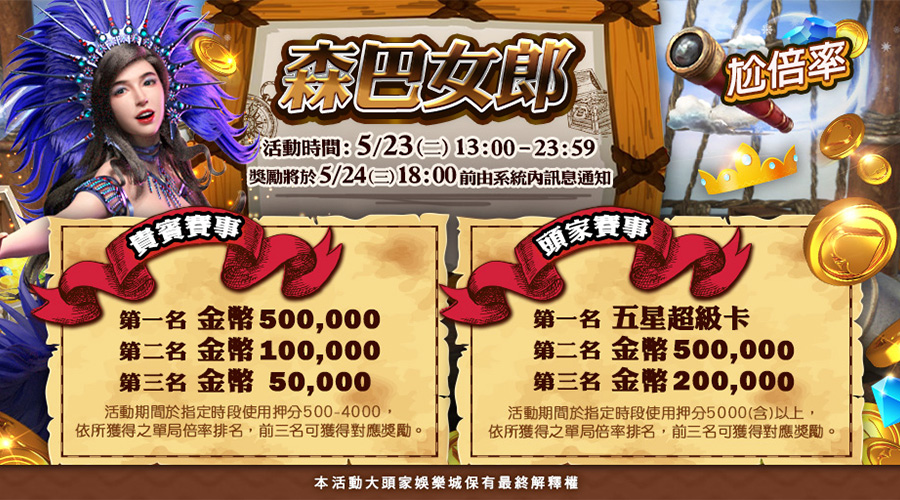 森巴女郎
尬倍率
活動時間：5/23(二) 13:00-23:59
獎勵將於5/24(三)18:00前由系統內訊息通知
貴賓賽事
第一名 金幣 500,000
第二名 金幣 100,000
第三名 金幣 50,000
活動期間於指定時段使用押分500-4000，
依所獲得之單局倍率排名，前三名可獲得對應獎勵。
頭家賽事
第一名 五星超級卡
第二名 金幣 500,000
第三名 金幣 200,000
活動期間於指定時段使用押分5000(含)以上，
依所獲得之單局倍率排名，前三名可獲得對應獎勵。
本活動大頭家娛樂城保有最終解釋權